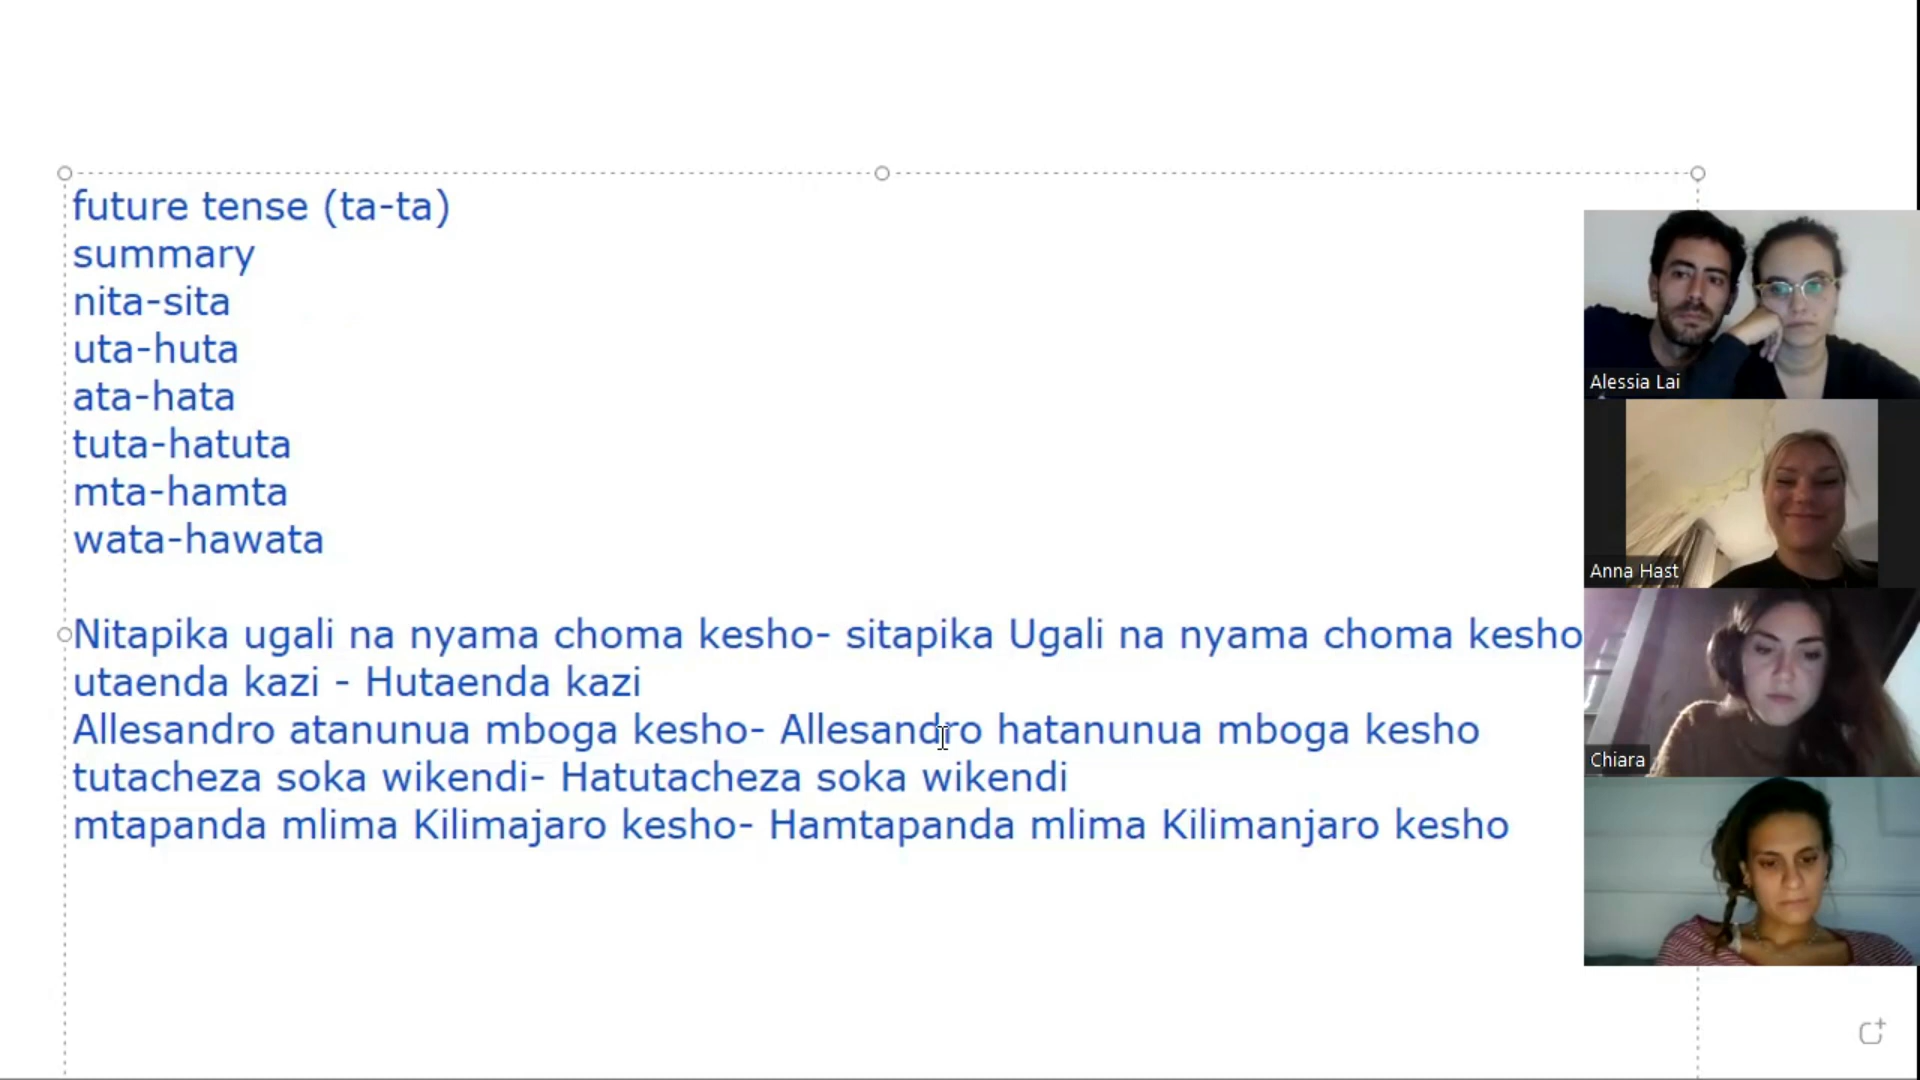 future tense (ta-ta)
summary
nita-sita
uta-huta
ata-hata
tuta-hatuta
mta-hamta
wata-hawata
Nitapika ugali na nyama choma kesho- sitapika Ugali na nyama choma kesho
utaenda kazi - Hutaenda kazi
Allesandro atanunua mboga kesho- Allesandro hatanunua mboga kesho
tutacheza soka wikendi- Hatutacheza soka wikendi
mtapanda mlima Kilimajaro kesho- Hamtapanda mlima Kilimanjaro kesho
Alessia Lai
Anna Hast
Chiara